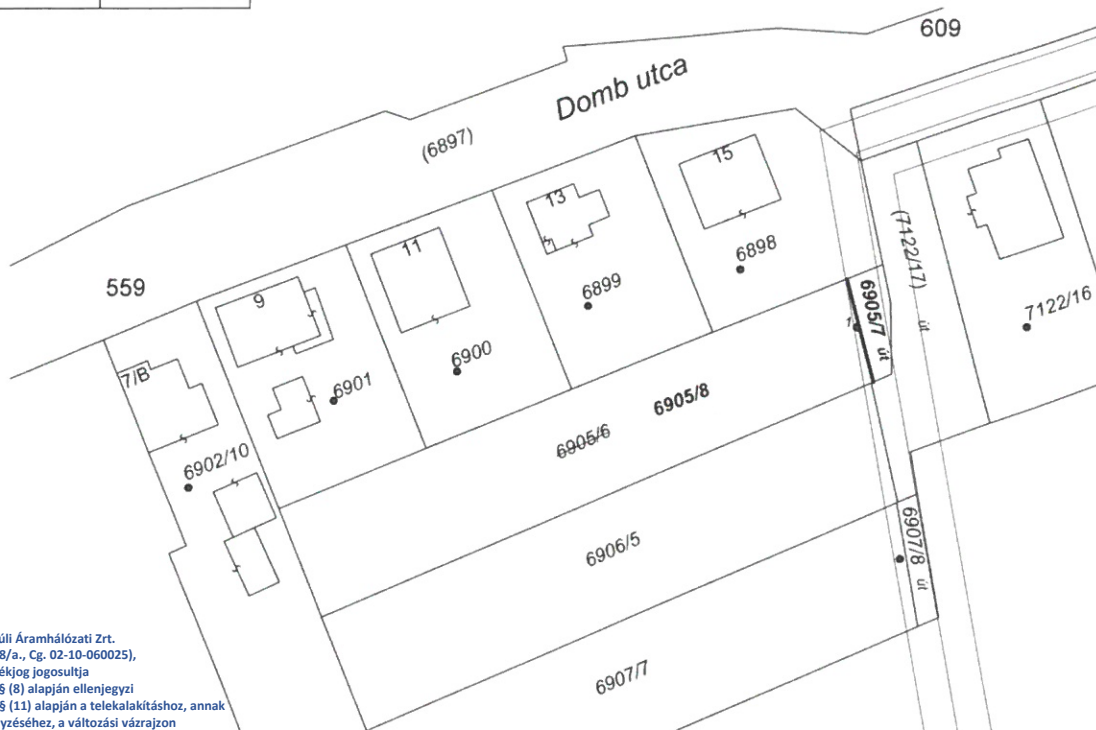 609
Domb utca
(6897)
15
13
11
6898
(7122/17)
út
559
9
6899
6905/7 út
1
7122/16
7/B
6900
6901
6905/8
6905/6
6902/10
6906/5
6907/8 út
6907/7
úli Áramhálózati Zrt.
8/a., Cg. 02-10-060025),
ékjog jogosultja
§ (8) alapján ellenjegyzi
§ (11) alapján a telekalakításhoz, annak
yzéséhez, a változási vázrajzon